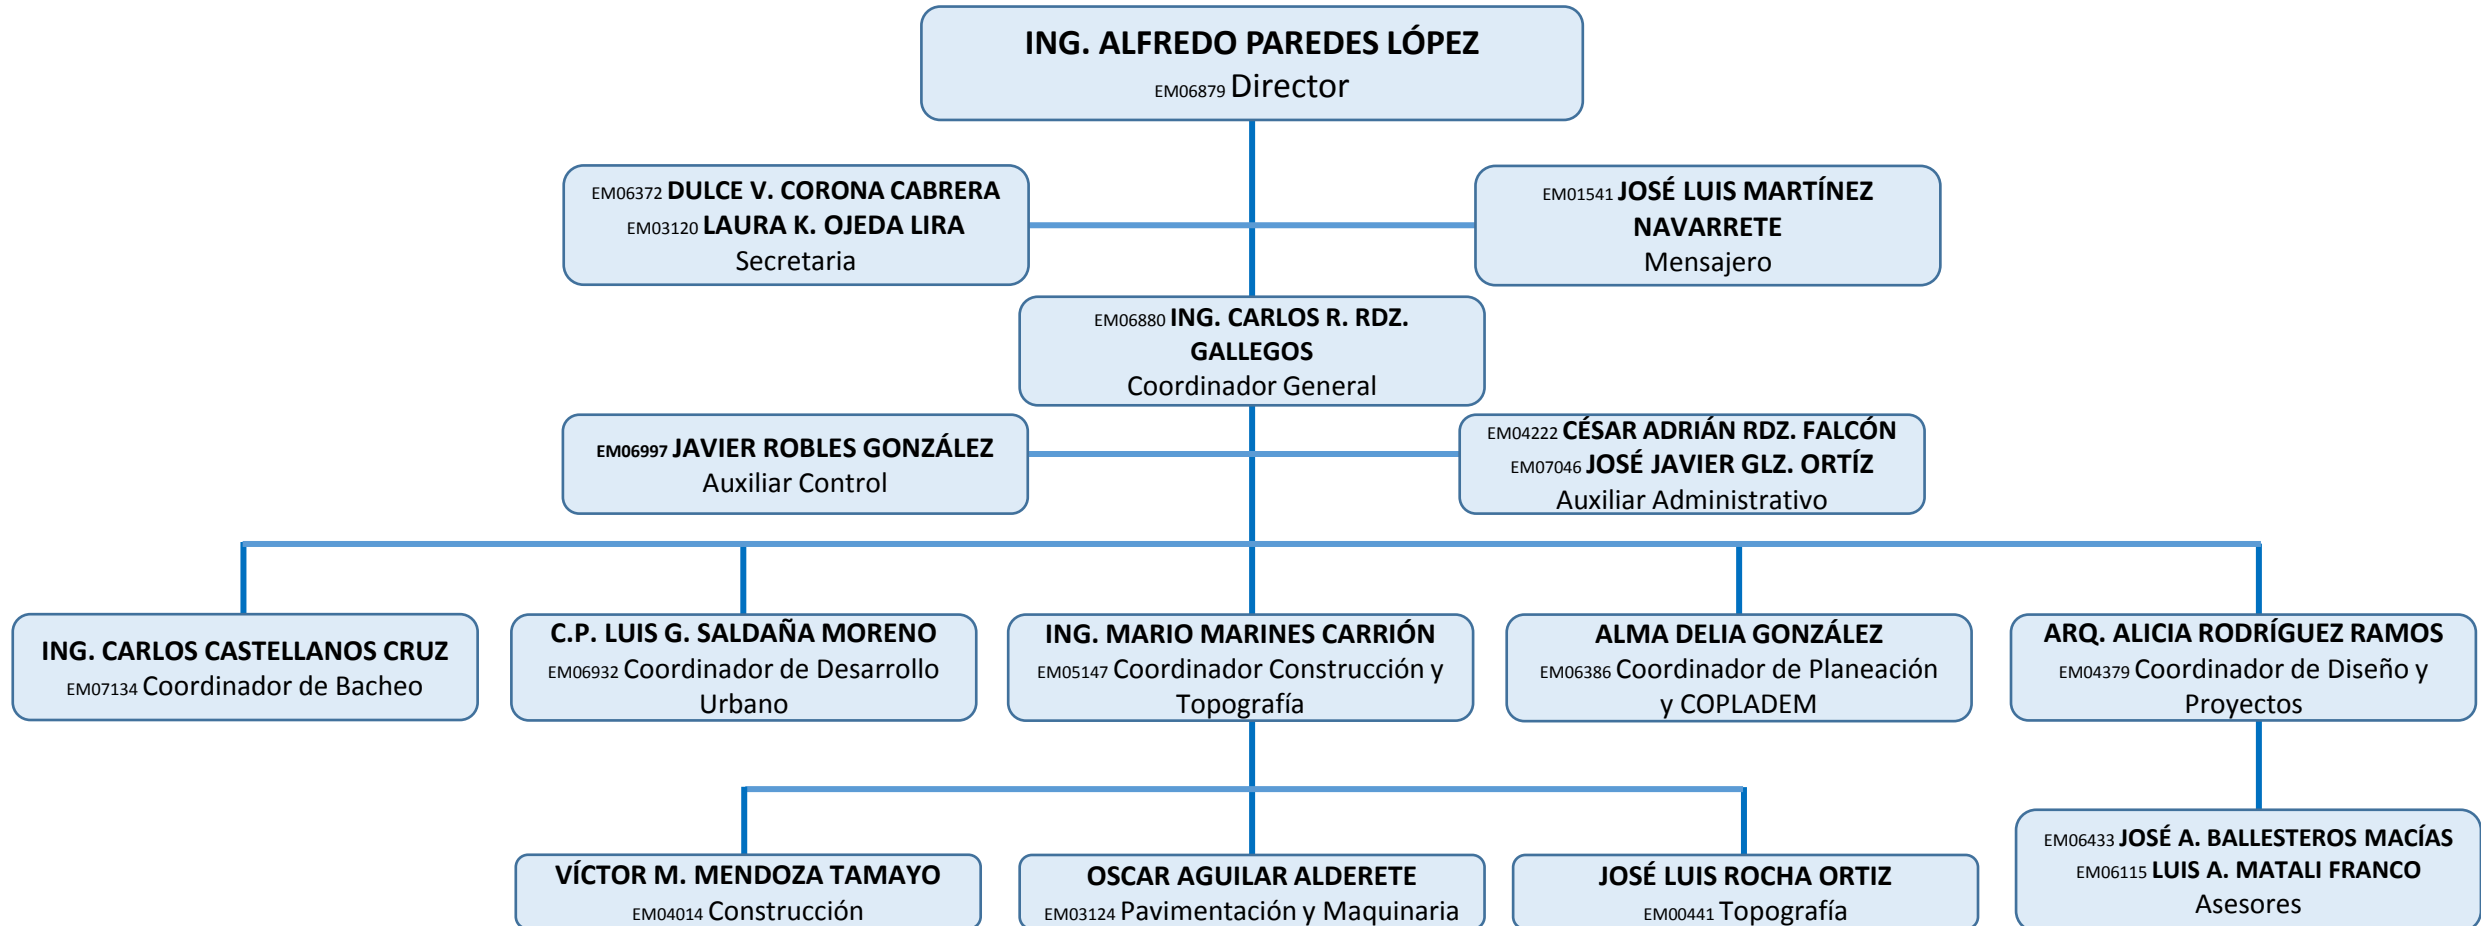 ING. ALFREDO PAREDES LÓPEZ
EM06879 Director
EM06372 DULCE V. CORONA CABRERA
EM03120 LAURA K. OJEDA LIRA
Secretaria
EM01541 JOSÉ LUIS MARTÍNEZ
NAVARRETE
Mensajero
EM06880 ING. CARLOS R. RDZ.
GALLEGOS
Coordinador General
EM06997 JAVIER ROBLES GONZÁLEZ
Auxiliar Control
EM04222 CÉSAR ADRIÁN RDZ. FALCÓN
EM07046 JOSÉ JAVIER GLZ. ORTÍZ
Auxiliar Administrativo
ING. CARLOS CASTELLANOS CRUZ
EM07134 Coordinador de Bacheo
C.P. LUIS G. SALDAÑA MORENO
EM06932 Coordinador de Desarrollo
Urbano
ING. MARIO MARINES CARRIÓN
EM05147 Coordinador Construcción y
Topografía
ALMA DELIA GONZÁLEZ
EM06386 Coordinador de Planeación
y COPLADEM
ARQ. ALICIA RODRÍGUEZ RAMOS
EM04379 Coordinador de Diseño y
Proyectos
VÍCTOR M. MENDOZA TAMAYO
EM04014 Construcción
OSCAR AGUILAR ALDERETE
EM03124 Pavimentación y Maquinaria
JOSÉ LUIS ROCHA ORTIZ
EM00441 Topografía
EM06433 JOSÉ A. BALLESTEROS MACÍAS
EM06115 LUIS A. MATALI FRANCO
Asesores